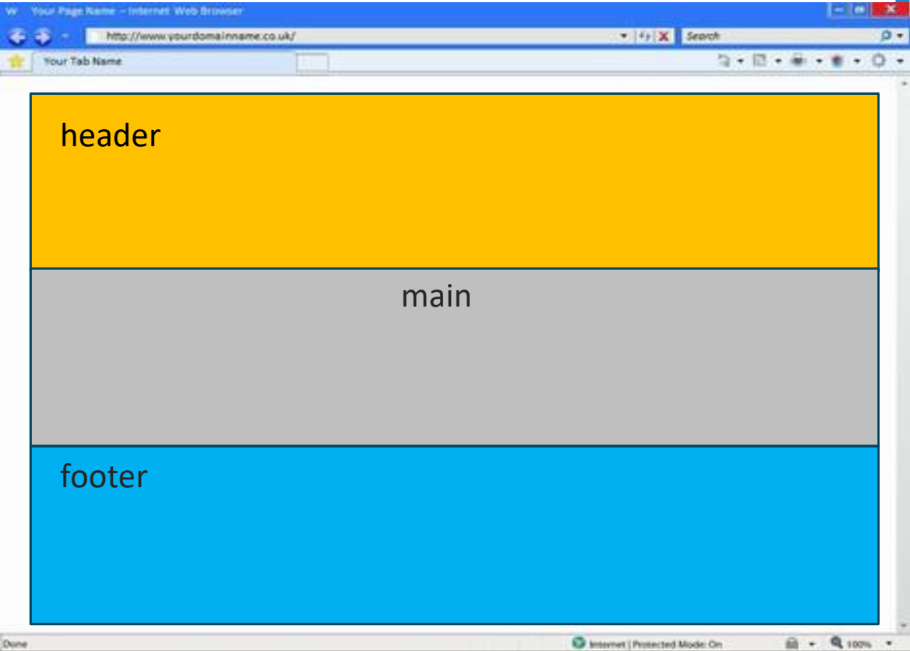 W Your Page Name – Internet Web Browser
http://www.yourdomainname.co.uk/
Search
Your Tab Name
header
main
footer
Done
Internet | Protected Mode: On
100%